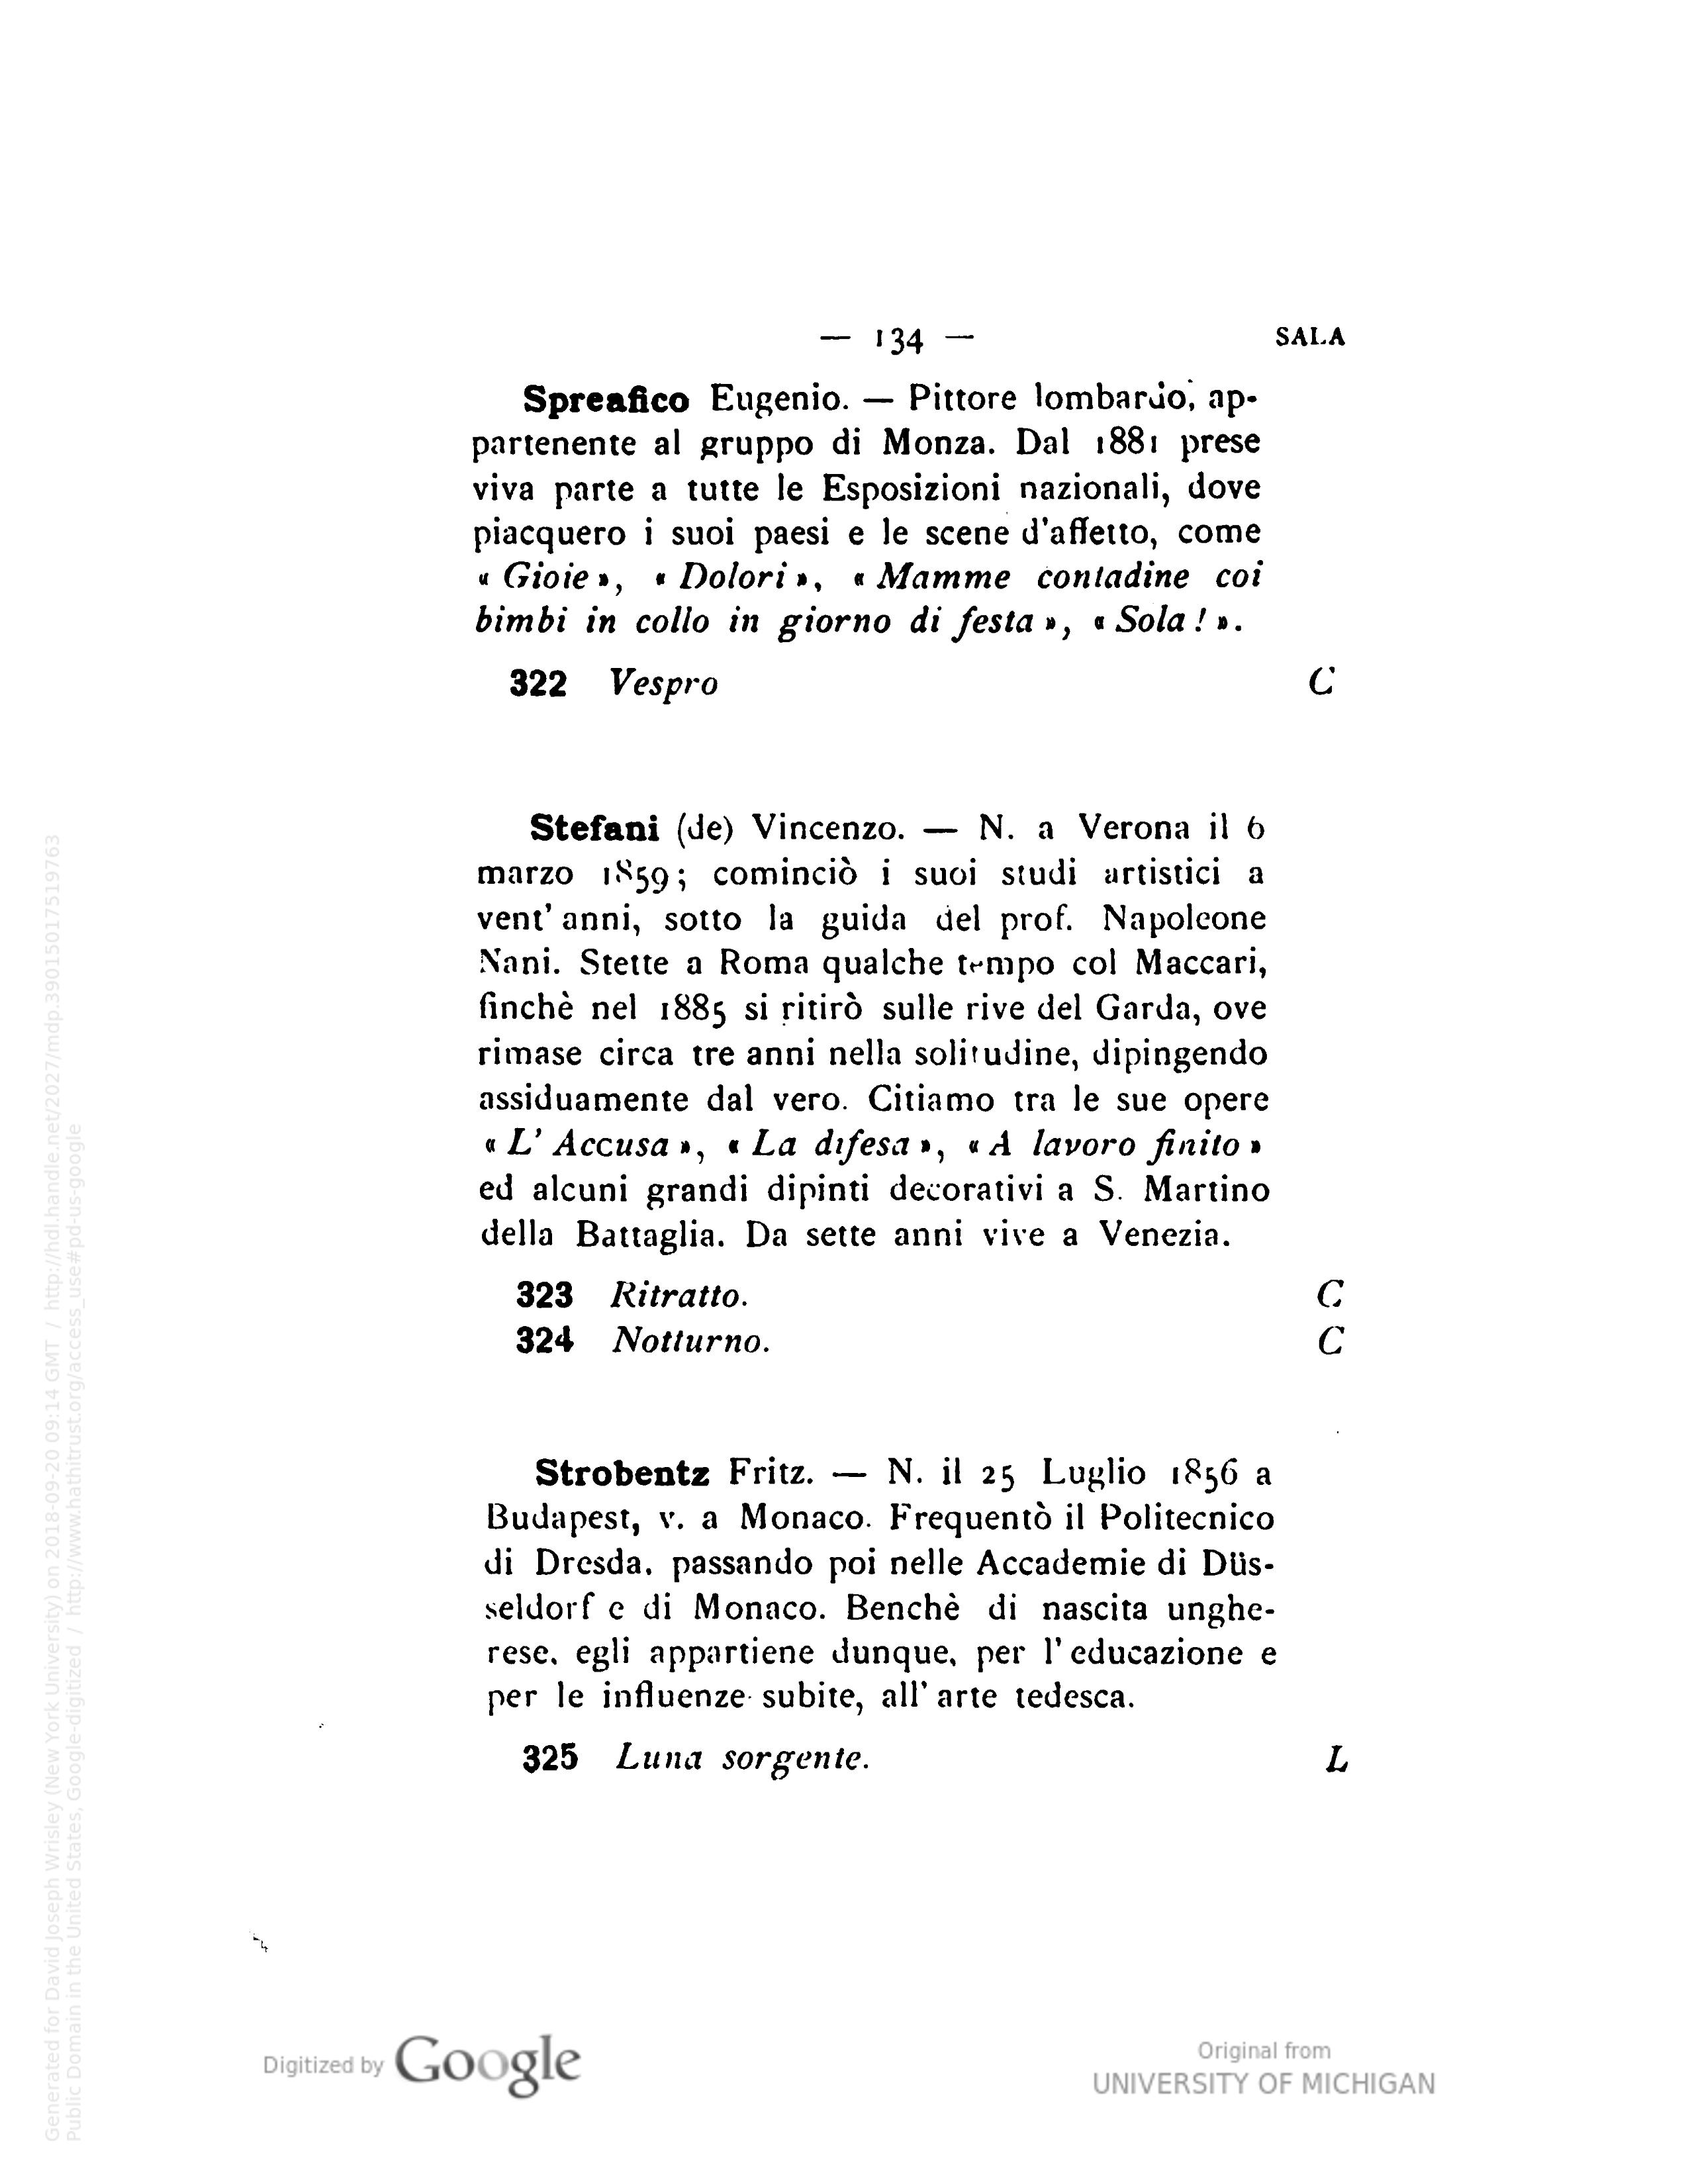 — 134 —
SALA
Spreafico Eugenio. — Pittore lombardo, ap-
partenente al gruppo di Monza. Dal 1881 prese
viva parte a tutte le Esposizioni nazionali, dove
piacquero i suoi paesi e le scene d'affetto, come
« Gioie », « Dolori », « Mamme contadine coi
bimbi in collo in giorno di festa », « Sola ! ».
322 Vespro C
Stefani (de) Vincenzo. — N. a Verona il 6
marzo 1859; cominciò i suoi studi artistici a
vent' anni, sotto la guida del prof. Napoleone
Nani. Stette a Roma qualche tempo col Maccari,
finchè nel 1885 si ritirò sulle rive del Garda, ove
rimase circa tre anni nella solitudine, dipingendo
assiduamente dal vero. Citiamo tra le sue opere
« L' Accusa », « La difesa », « A lavoro finito »
ed alcuni grandi dipinti decorativi a S. Martino
della Battaglia. Da sette anni vive a Venezia.
323 Ritratto. C
324 Notturno. C
Strobentz Fritz. — N. il 25 Luglio 1856 a
Budapest, v. a Monaco. Frequentò il Politecnico
di Dresda, passando poi nelle Accademie di Düs-
seldorf e di Monaco. Benchè di nascita unghe-
rese, egli appartiene dunque, per l' educazione e
per le influenze subite, all' arte tedesca.
325 Luna sorgente. L
Generated for David Joseph Wrisley (New York University) on 2018-09-20 09:14 GMT / http://hdl.handle.net/2027/mdp.39015017519763
Public Domain in the United States, Google-digitized / http://www.hathitrust.org/access_use#pd-us-google
Digitized by Google
Original from
UNIVERSITY OF MICHIGAN